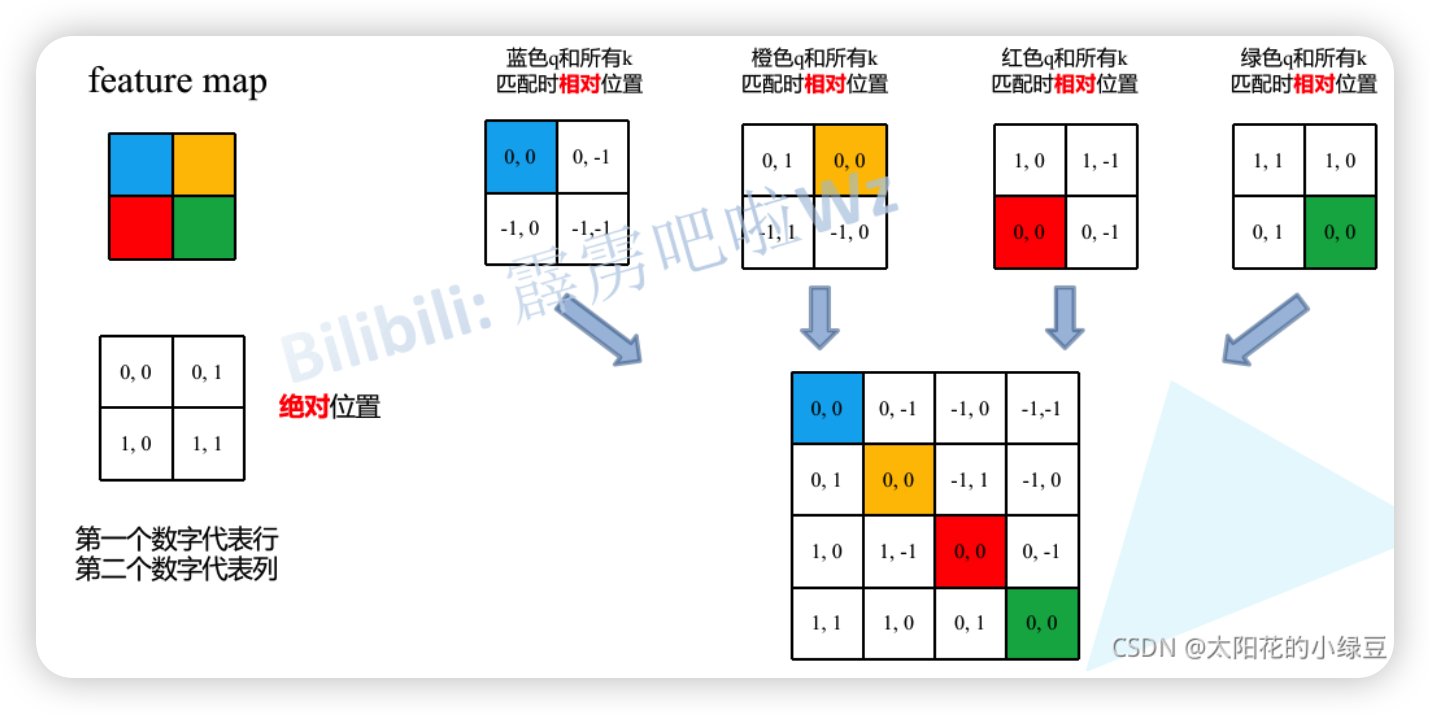 feature map
蓝色q和所有k
匹配时相对位置
橙色q和所有k
匹配时相对位置
红色q和所有k
匹配时相对位置
绿色q和所有k
匹配时相对位置
0, 0 0, -1
-1, 0 -1,-1
0, 1 0, 0
-1, 1 -1, 0
1, 0 1, -1
0, 0 0, -1
1, 1 1, 0
0, 1 0, 0
Bilibili: 霹雳吧啦Wz
0, 0 0, 1
1, 0 1, 1
绝对位置
第一个数字代表行
第二个数字代表列
0, 0 0, -1 -1, 0 -1,-1
0, 1 0, 0 -1, 1 -1, 0
1, 0 1, -1 0, 0 0, -1
1, 1 1, 0 0, 1 0, 0
CSDN @太阳花的小绿豆